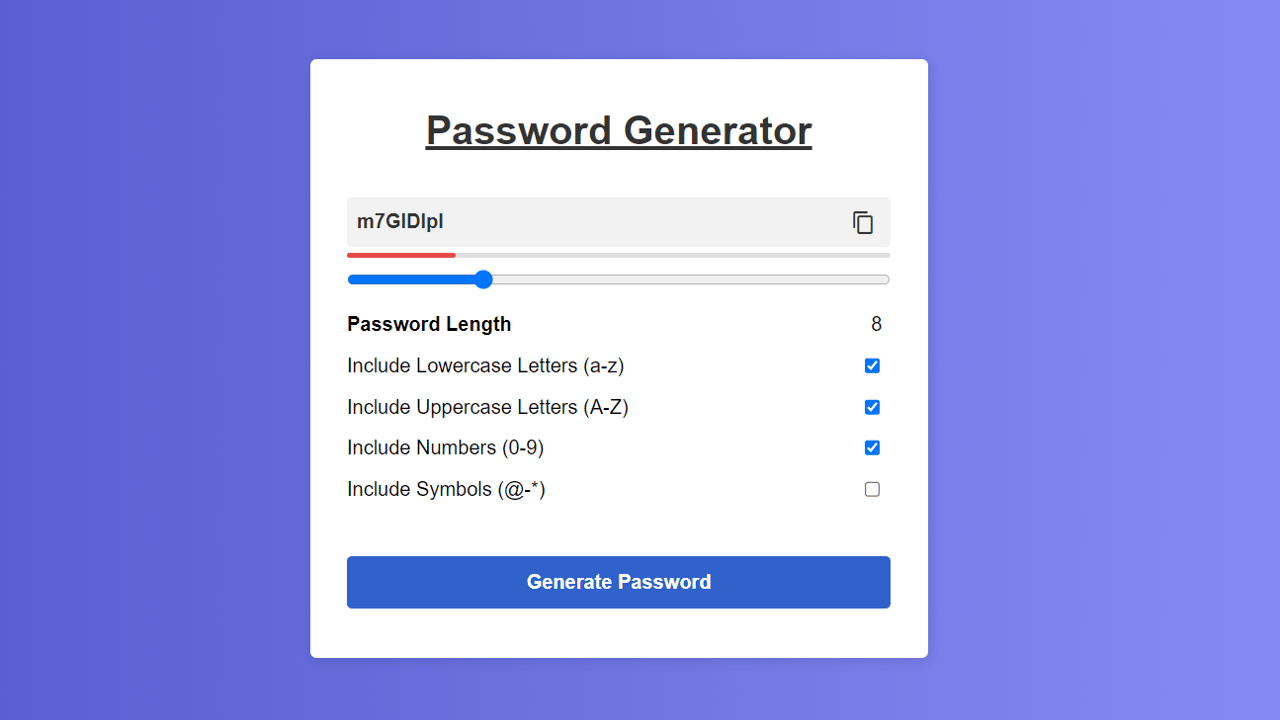 Password Generator
m7GIDIpI
Password Length 8
Include Lowercase Letters (a-z)
Include Uppercase Letters (A-Z)
Include Numbers (0-9)
Include Symbols (@-*)
Generate Password